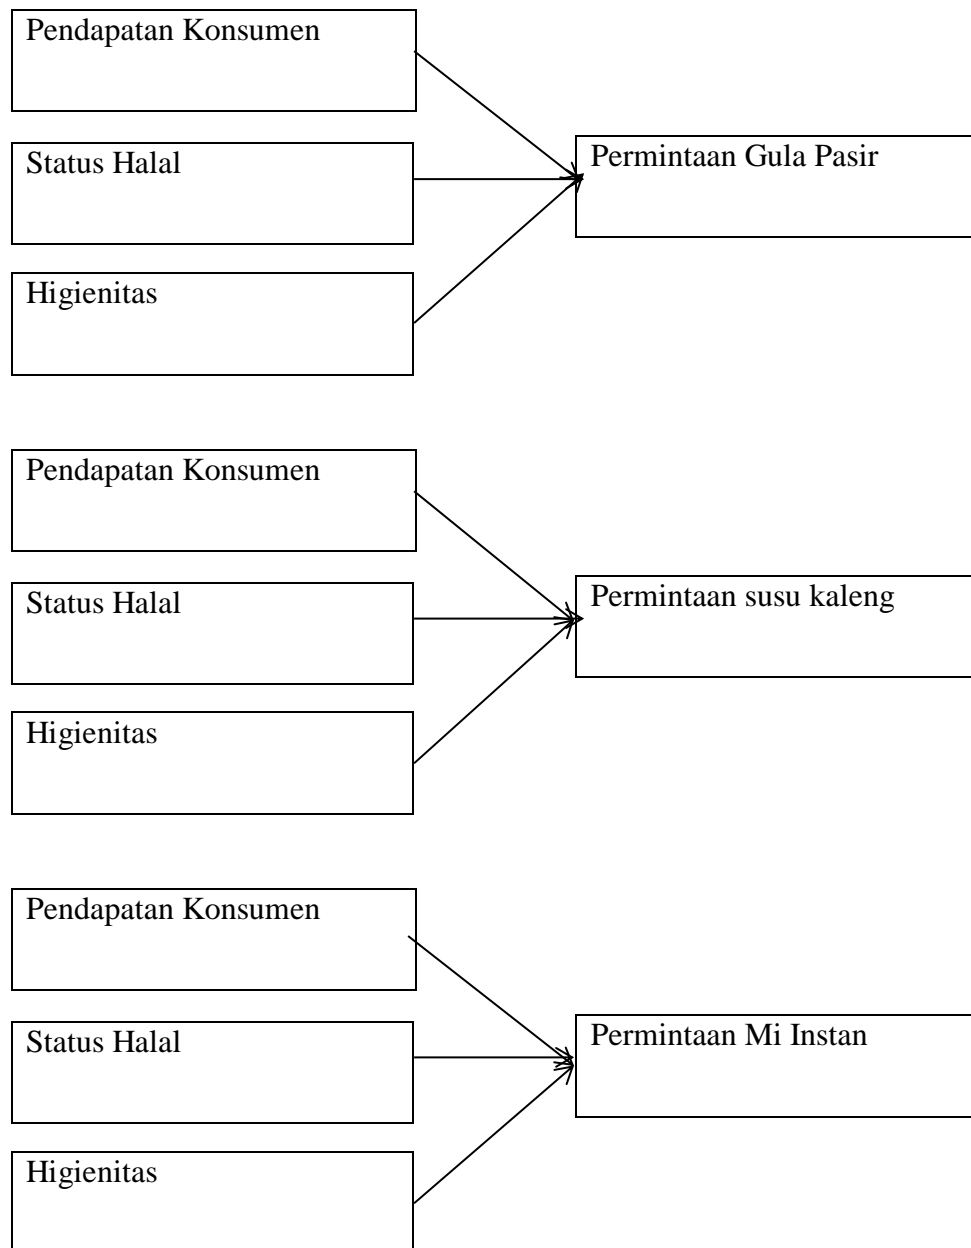 Pendapatan Konsumen
Status Halal
Permintaan Gula Pasir
Higienitas
Pendapatan Konsumen
Status Halal
Permintaan susu kaleng
Higienitas
Pendapatan Konsumen
Status Halal
Permintaan Mi Instan
Higienitas